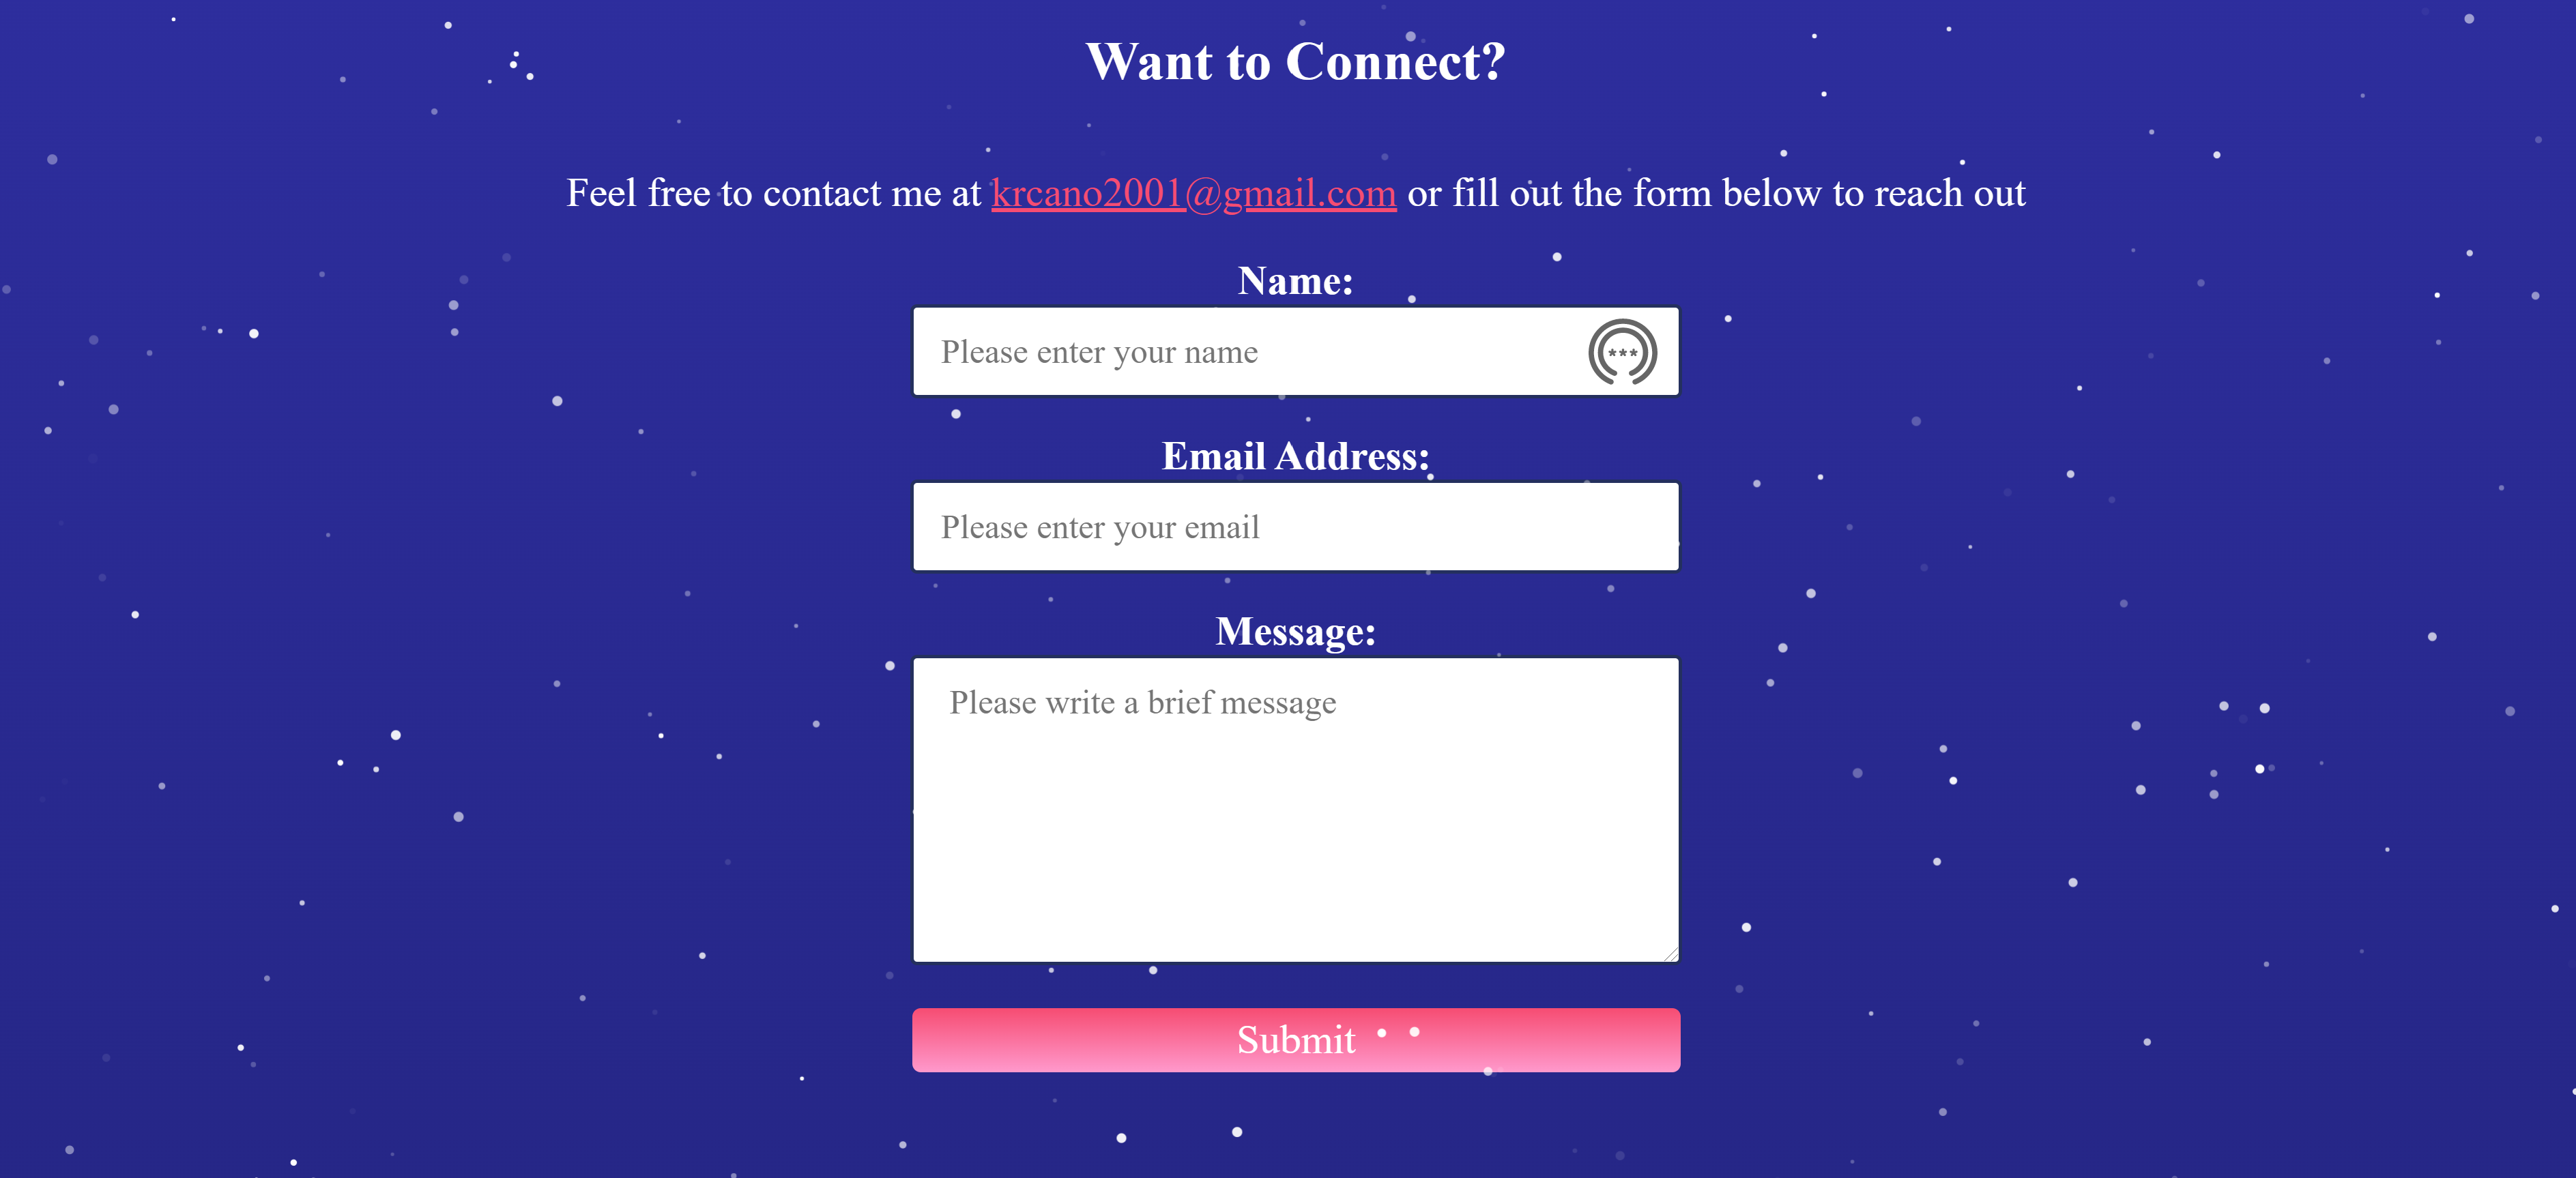 Want to Connect?
Feel free to contact me at krcano2001@gmail.com or fill out the form below to reach out
Name:
Please enter your name
***
Email Address:
Please enter your email
Message:
Please write a brief message
Submit